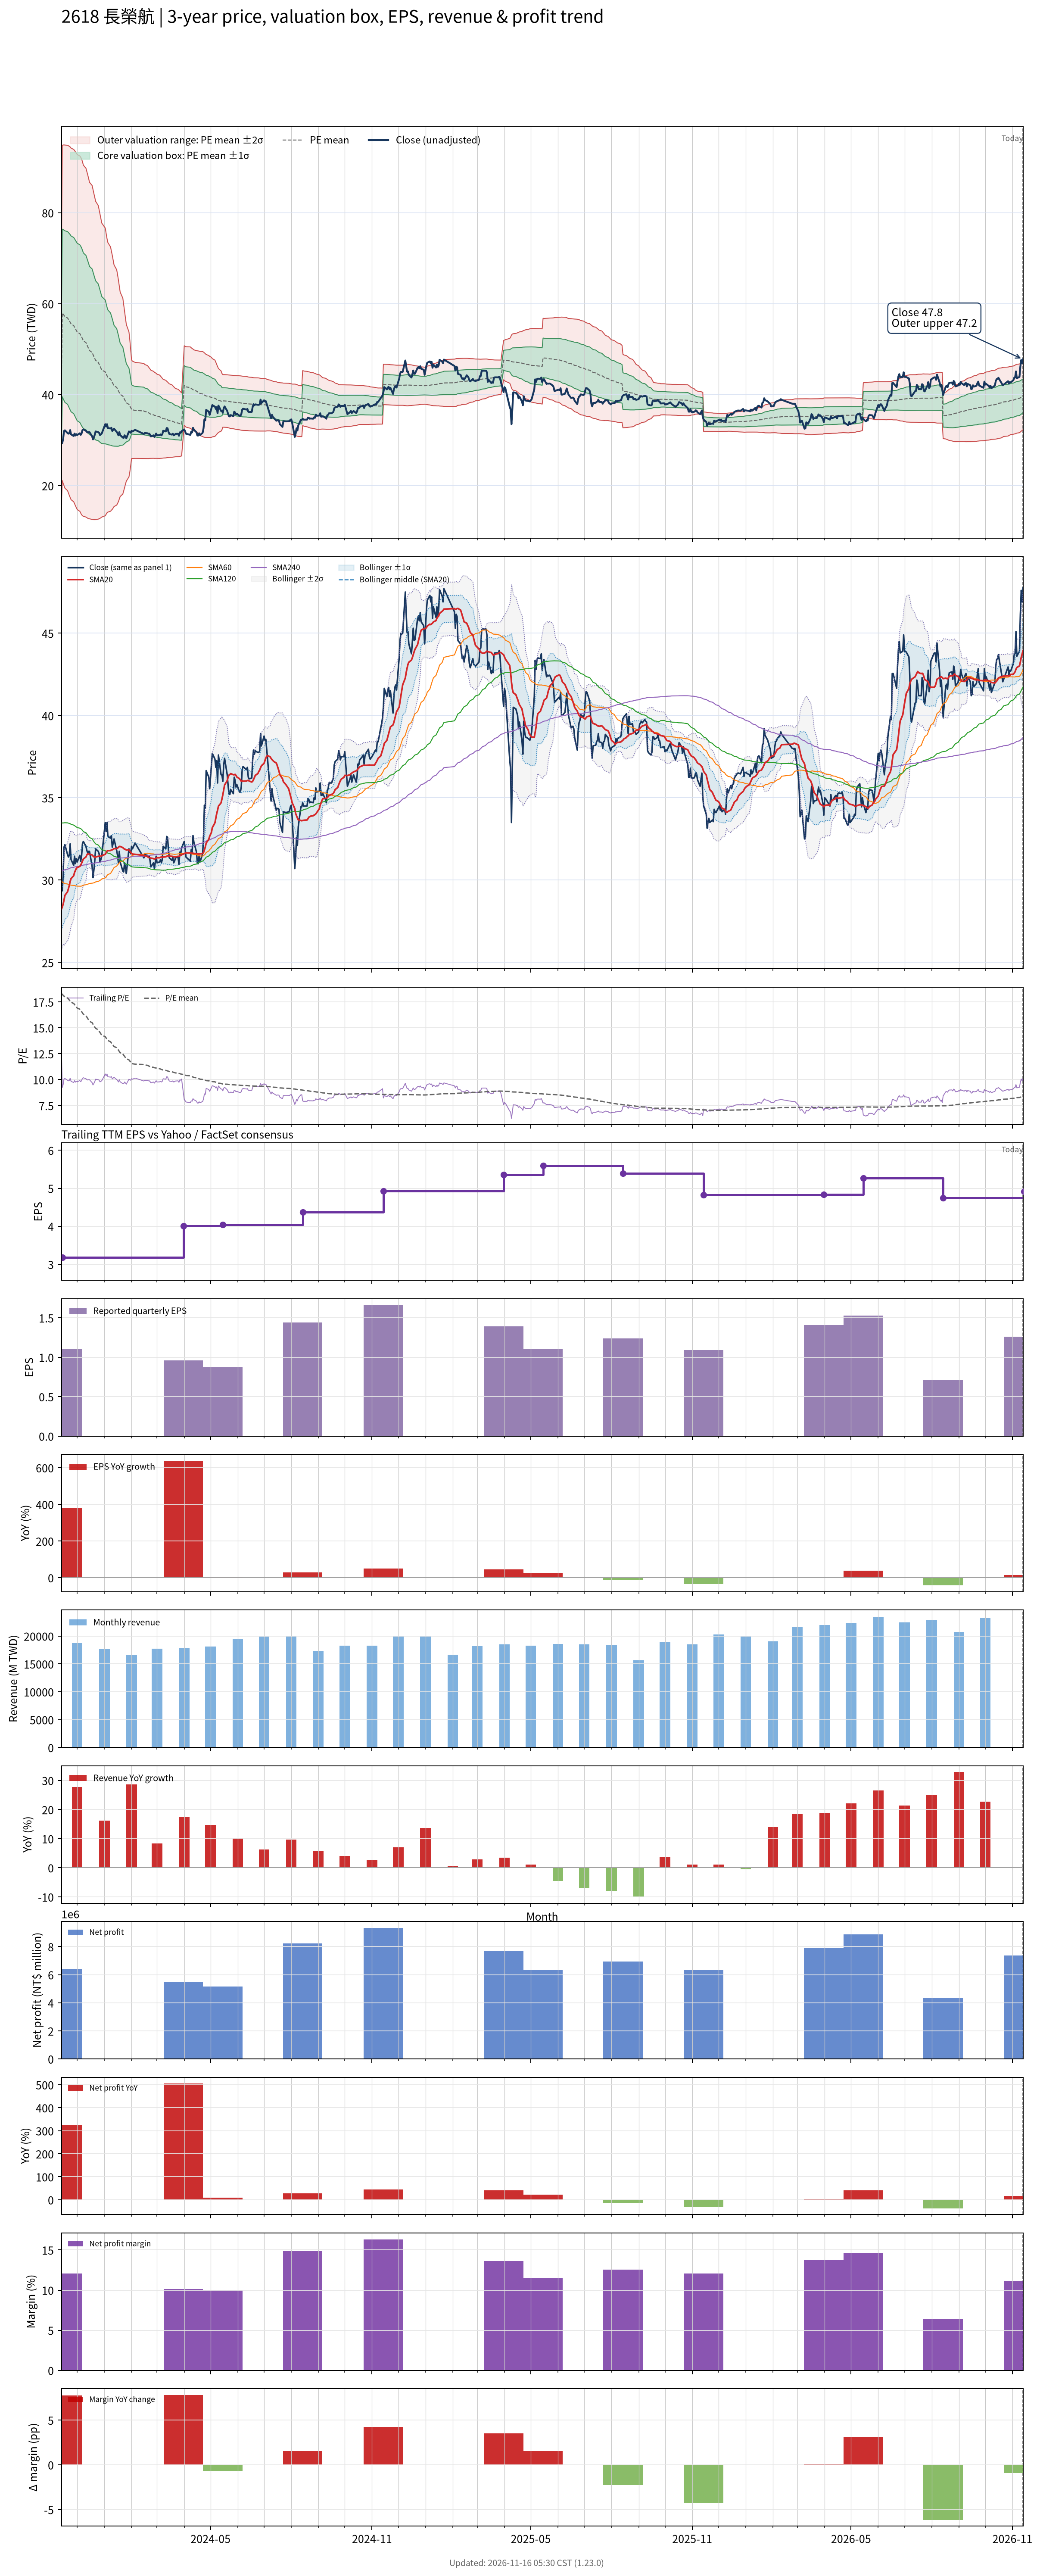 2618 長榮航 | 3-year price, valuation box, EPS, revenue & profit trend
Outer valuation range: PE mean ±2σ
PE mean
Close (unadjusted)
Core valuation box: PE mean ±1σ
Today
Close 47.8
Outer upper 47.2
Price (TWD)
80
60
40
20
Close (same as panel 1)
SMA60
SMA240
Bollinger ±1σ
SMA20
SMA120
Bollinger ±2σ
Bollinger middle (SMA20)
Price
45
40
35
30
25
Trailing P/E
P/E mean
P/E
17.5
15.0
12.5
10.0
7.5
Trailing TTM EPS vs Yahoo / FactSet consensus
Today
EPS
6
5
4
3
Reported quarterly EPS
EPS
1.5
1.0
0.5
0.0
EPS YoY growth
YoY (%)
600
400
200
0
Monthly revenue
Revenue (M TWD)
20000
15000
10000
5000
0
Revenue YoY growth
YoY (%)
30
20
10
0
-10
Month
1e6
Net profit
Net profit (NT$ million)
8
6
4
2
0
Net profit YoY
YoY (%)
500
400
300
200
100
0
Net profit margin
Margin (%)
15
10
5
0
Margin YoY change
Δ margin (pp)
5
0
-5
2024-05
2024-11
2025-05
2025-11
2026-05
2026-11
Updated: 2026-11-16 05:30 CST (1.23.0)